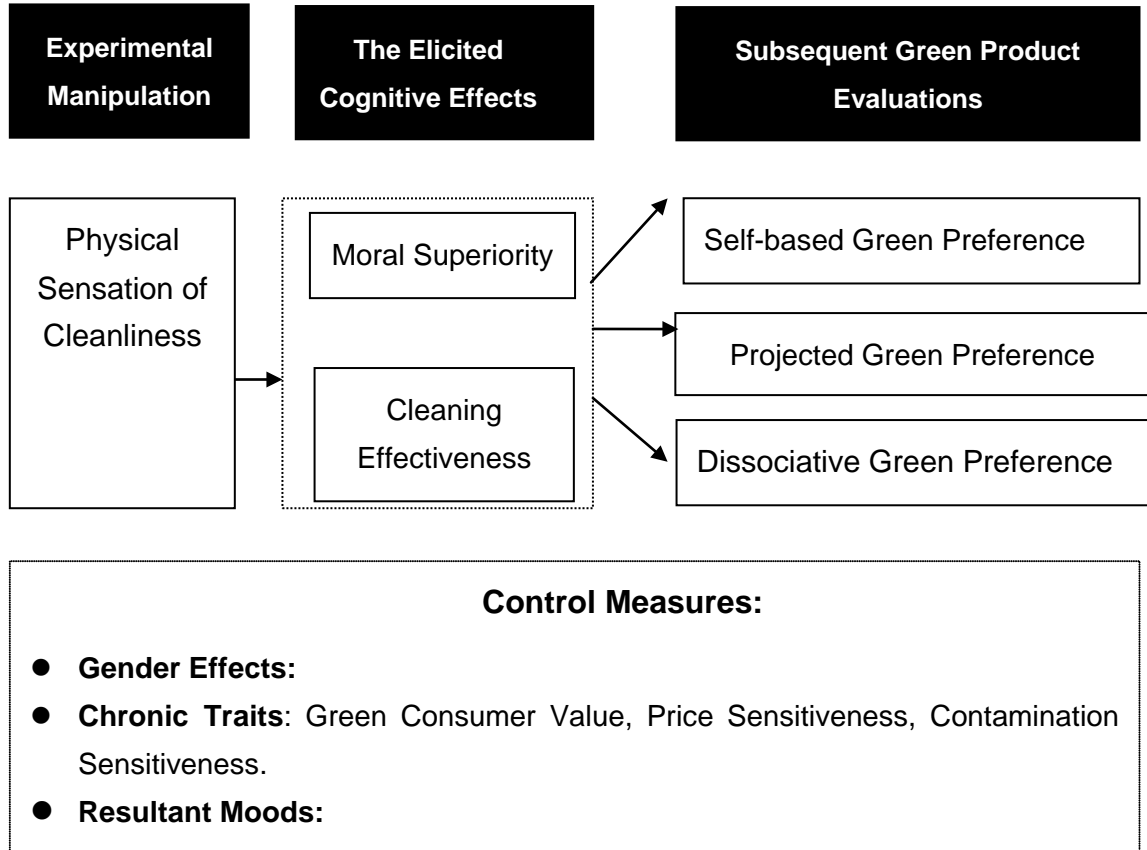 Experimental
Manipulation
The Elicited
Cognitive Effects
Subsequent Green Product
Evaluations
Physical
Sensation of
Cleanliness
Moral Superiority
Cleaning
Effectiveness
Self-based Green Preference
Projected Green Preference
Dissociative Green Preference
Control Measures:
● Gender Effects:
● Chronic Traits: Green Consumer Value, Price Sensitiveness, Contamination
Sensitiveness.
● Resultant Moods: